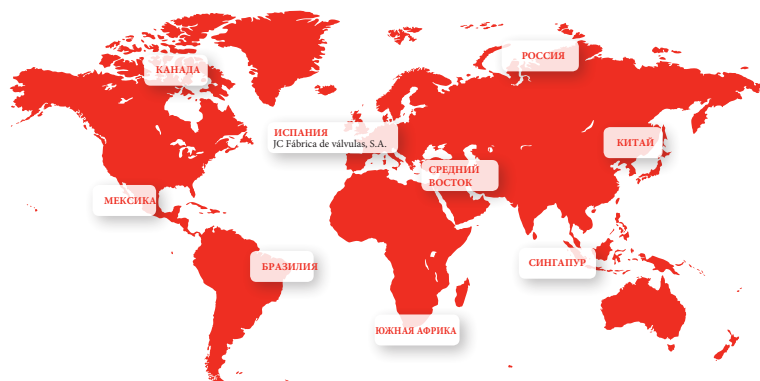 РОССИЯ
КАНАДА
ИСПАНИЯ
JC Fábrica de válvulas, S.A.
КИТАЙ
СРЕДНИЙ
ВОСТОК
МЕКСИКА
СИНГАПУР
БРАЗИЛИЯ
ЮЖНАЯ АФРИКА